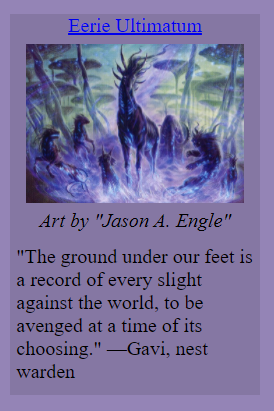 Eerie Ultimatum
Art by "Jason A. Engle"
"The ground under our feet is
a record of every slight
against the world, to be
avenged at a time of its
choosing." —Gavi, nest
warden